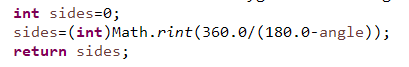 int sides=0;
sides=(int)Math.rint(360.0/(180.0-angle));
return sides;